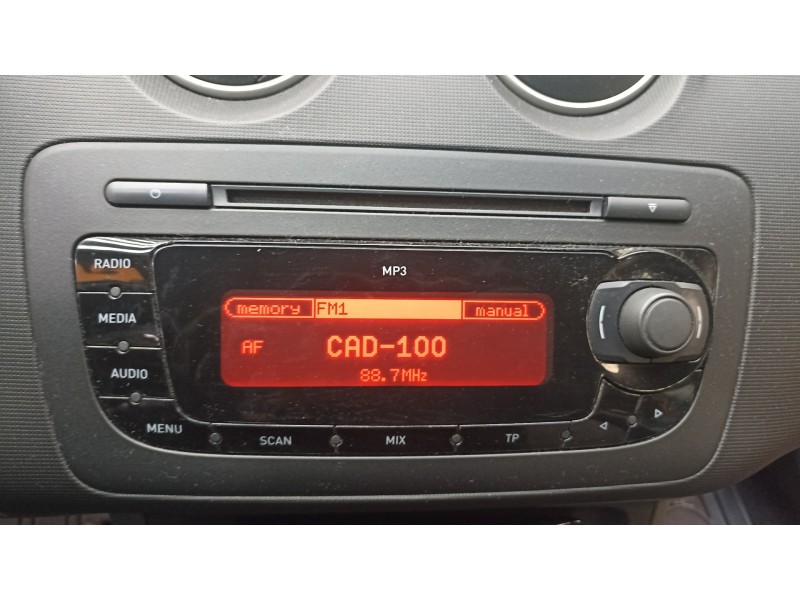 MP3
RADIO
MEDIA
AUDIO
MENU
memory FM1 manual
AF CAD-100
88.7MHz
SCAN MIX TP